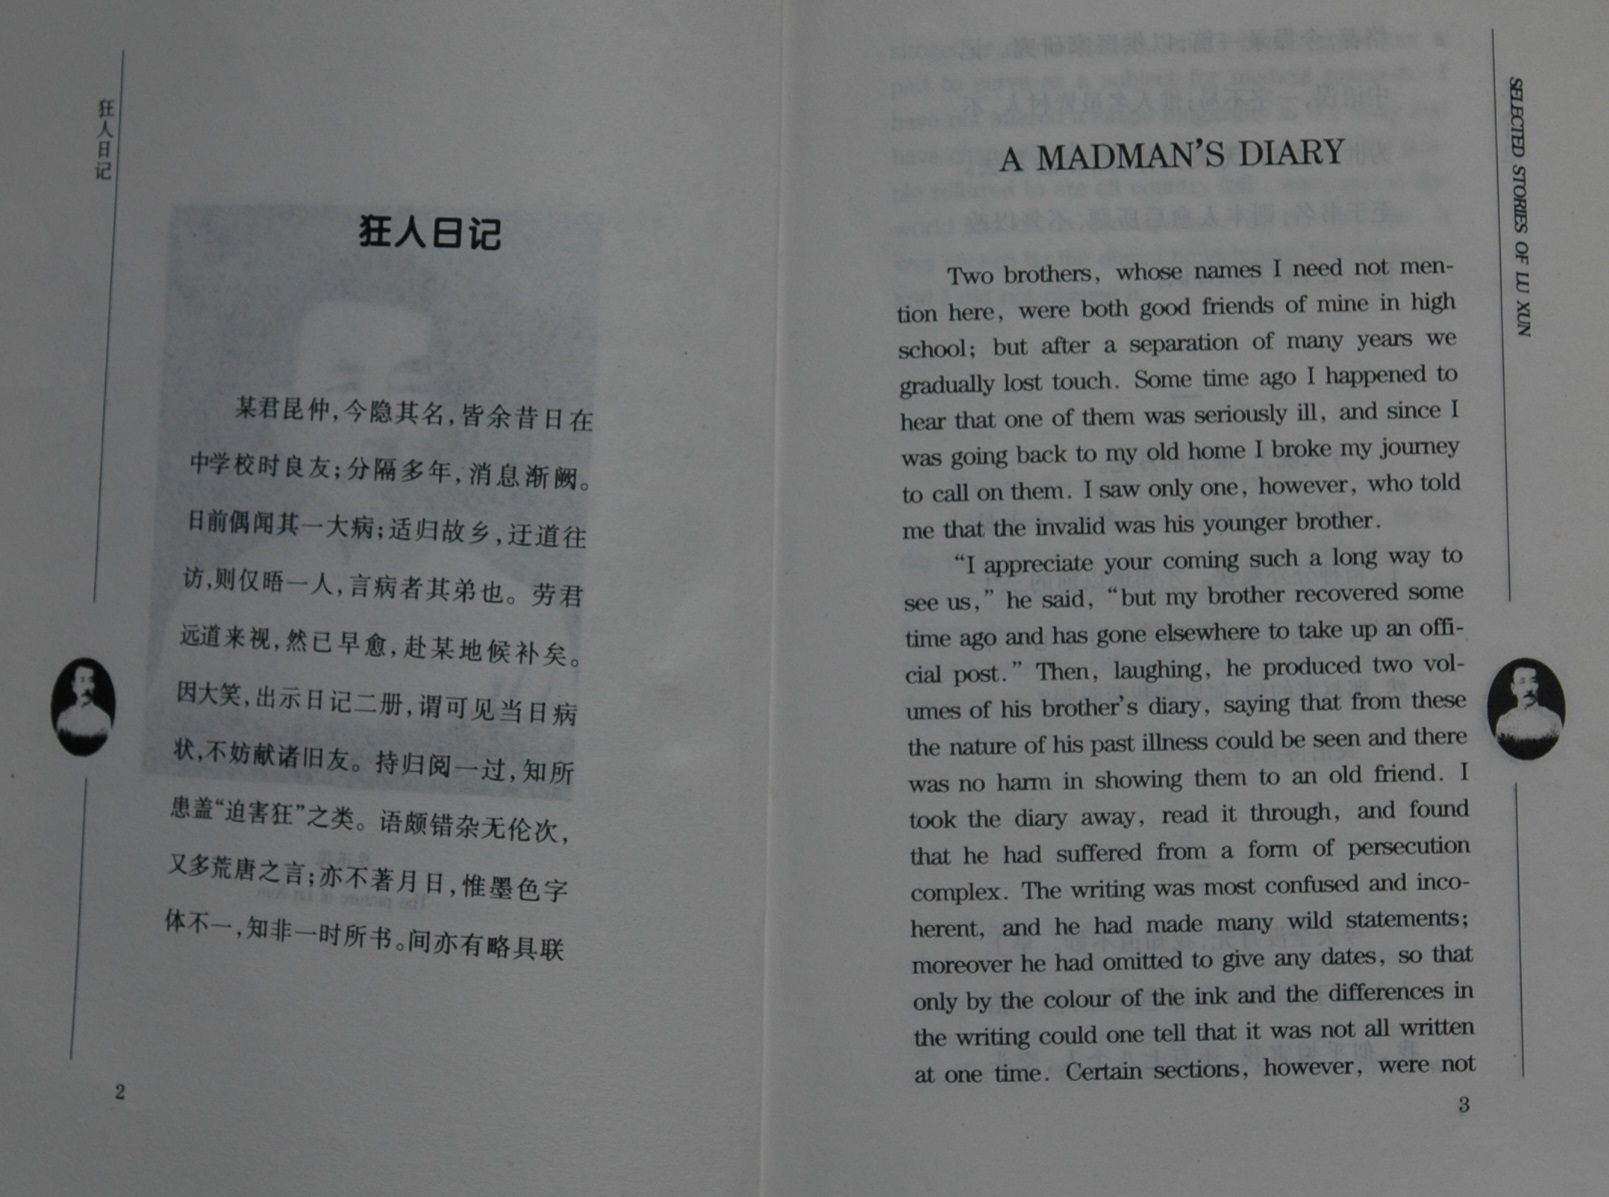 狂人日记
狂人日记
某君昆仲,今隐其名,皆余昔日在
中学校时良友;分隔多年,消息渐阙。
日前偶闻其一大病;适归故乡,迂道往
访,则仅晤一人,言病者其弟也。劳君
远道来视,然已早愈,赴某地候补矣。
因大笑,出示日记二册,谓可见当日病
状,不妨献诸旧友。持归阅一过,知所
患盖“迫害狂”之类。语颇错杂无伦次,
又多荒唐之言;亦不著月日,惟墨色字
体不一,知非一时所书。间亦有略具联
2
A MADMAN'S DIARY
Two brothers, whose names I need not men-
tion here, were both good friends of mine in high
school; but after a separation of many years we
gradually lost touch. Some time ago I happened to
hear that one of them was seriously ill, and since I
was going back to my old home I broke my journey
to call on them. I saw only one, however, who told
me that the invalid was his younger brother.
“I appreciate your coming such a long way to
see us,” he said, “but my brother recovered some
time ago and has gone elsewhere to take up an offi-
cial post.” Then, laughing, he produced two vol-
umes of his brother's diary, saying that from these
the nature of his past illness could be seen and there
was no harm in showing them to an old friend. I
took the diary away, read it through, and found
that he had suffered from a form of persecution
complex. The writing was most confused and inco-
herent, and he had made many wild statements;
moreover he had omitted to give any dates, so that
only by the colour of the ink and the differences in
the writing could one tell that it was not all written
at one time. Certain sections, however, were not
3
SELECTED STORIES OF LU XUN